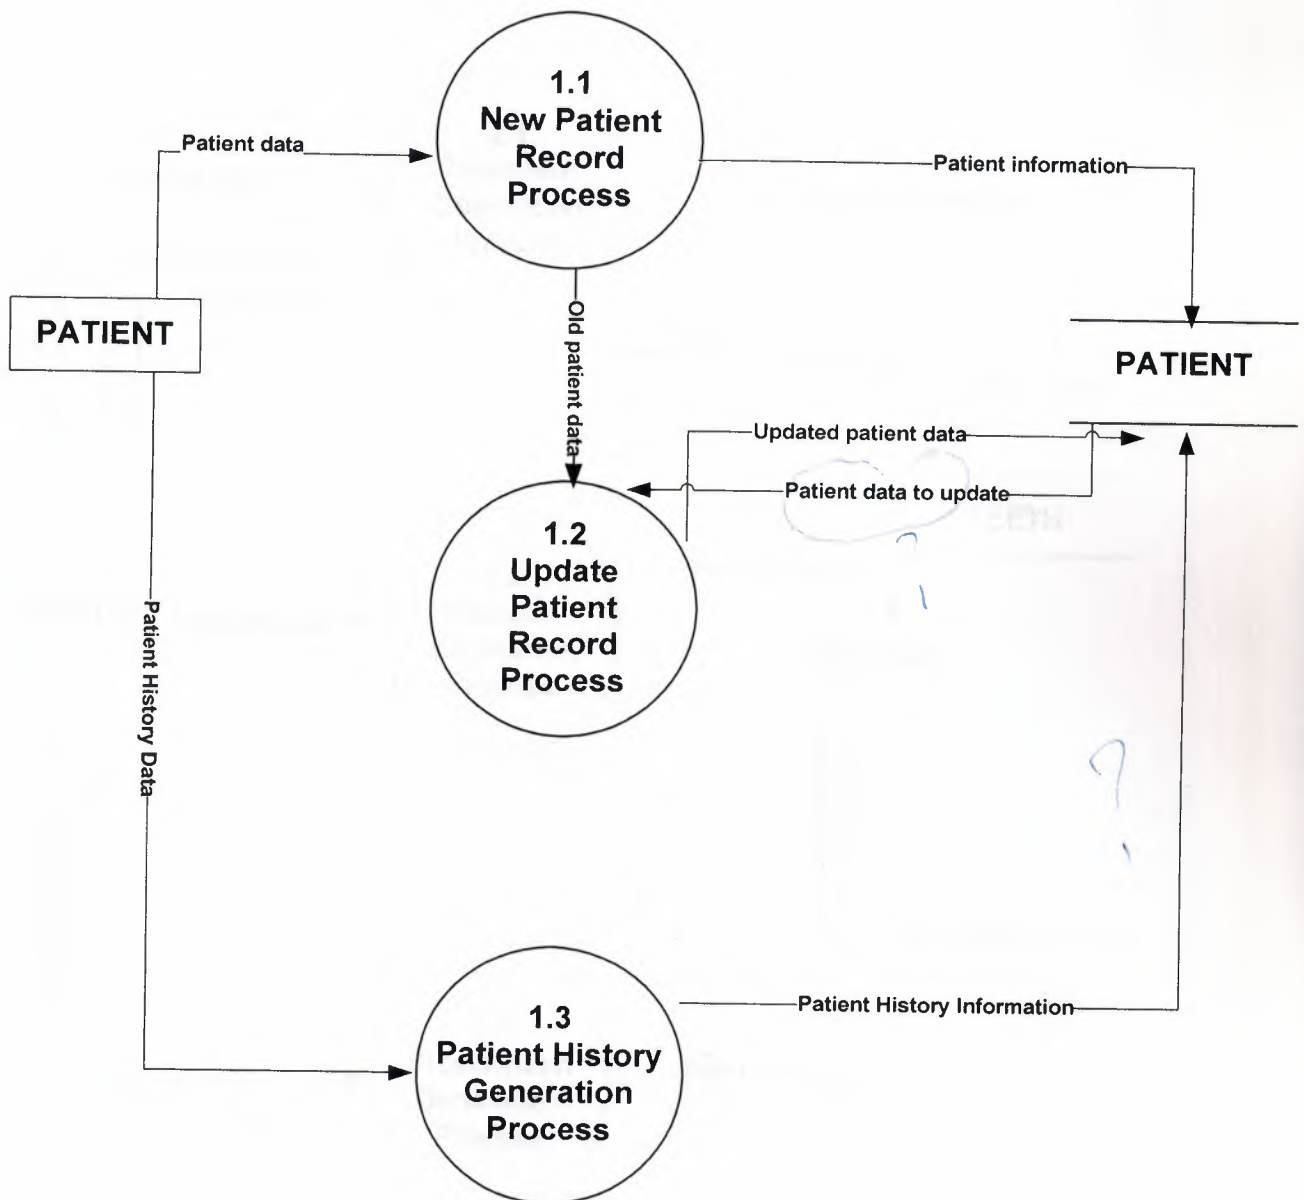 1.1
New Patient
Record
Process
Patient data
Patient information
PATIENT
Old patient data
PATIENT
Updated patient data
Patient data to update
?
1.2
Update
Patient
Record
Process
Patient History Data
?
1.3
Patient History
Generation
Process
Patient History Information